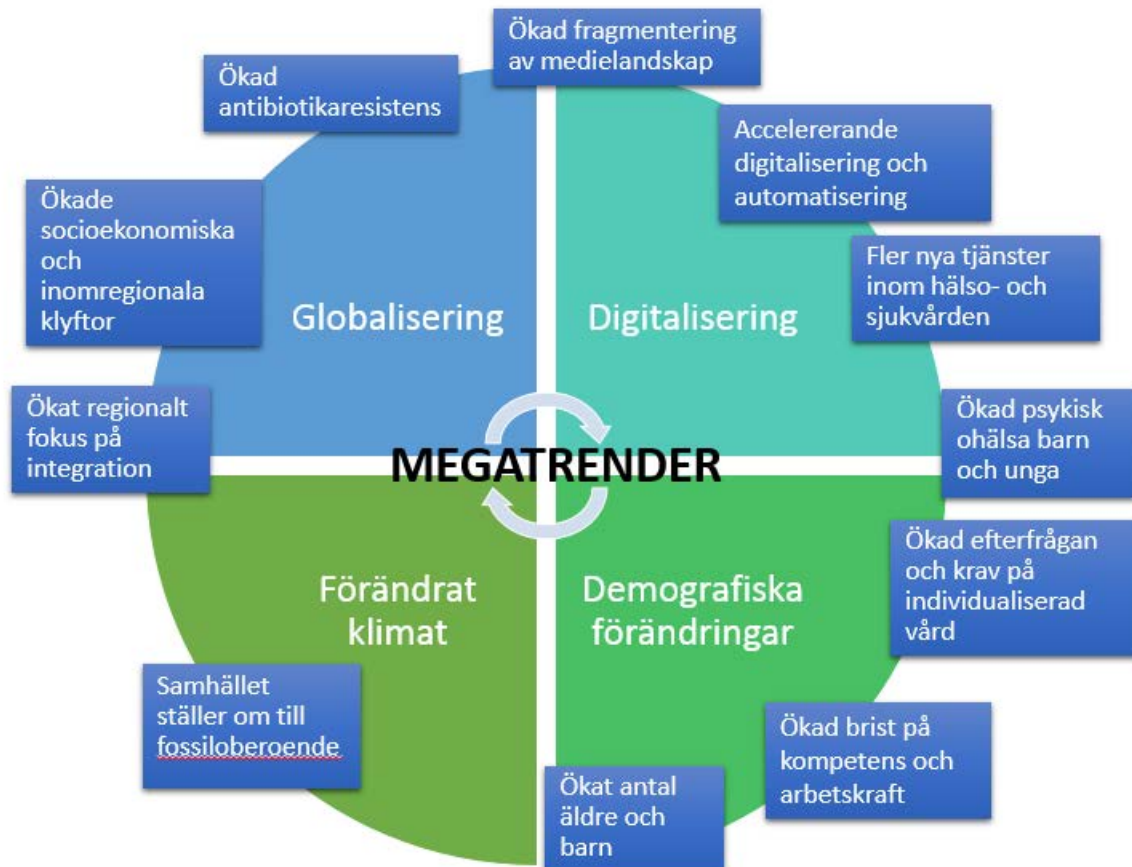 Ökad fragmentering
av medielandskap
Ökad
antibiotikaresistens
Accelererande
digitalisering och
automatisering
Ökade
socioekonomiska
och
inomregionala
klyftor
Fler nya tjänster
inom hälso- och
sjukvården
Globalisering
Digitalisering
Ökat regionalt
fokus på
integration
Ökad psykisk
ohälsa barn
och unga
MEGATRENDER
Ökad efterfrågan
och krav på
individualiserad
vård
Förändrat
klimat
Demografiska
förändringar
Samhället
ställer om till
fossiloberoende
Ökad brist på
kompetens och
arbetskraft
Ökat antal
äldre och
barn